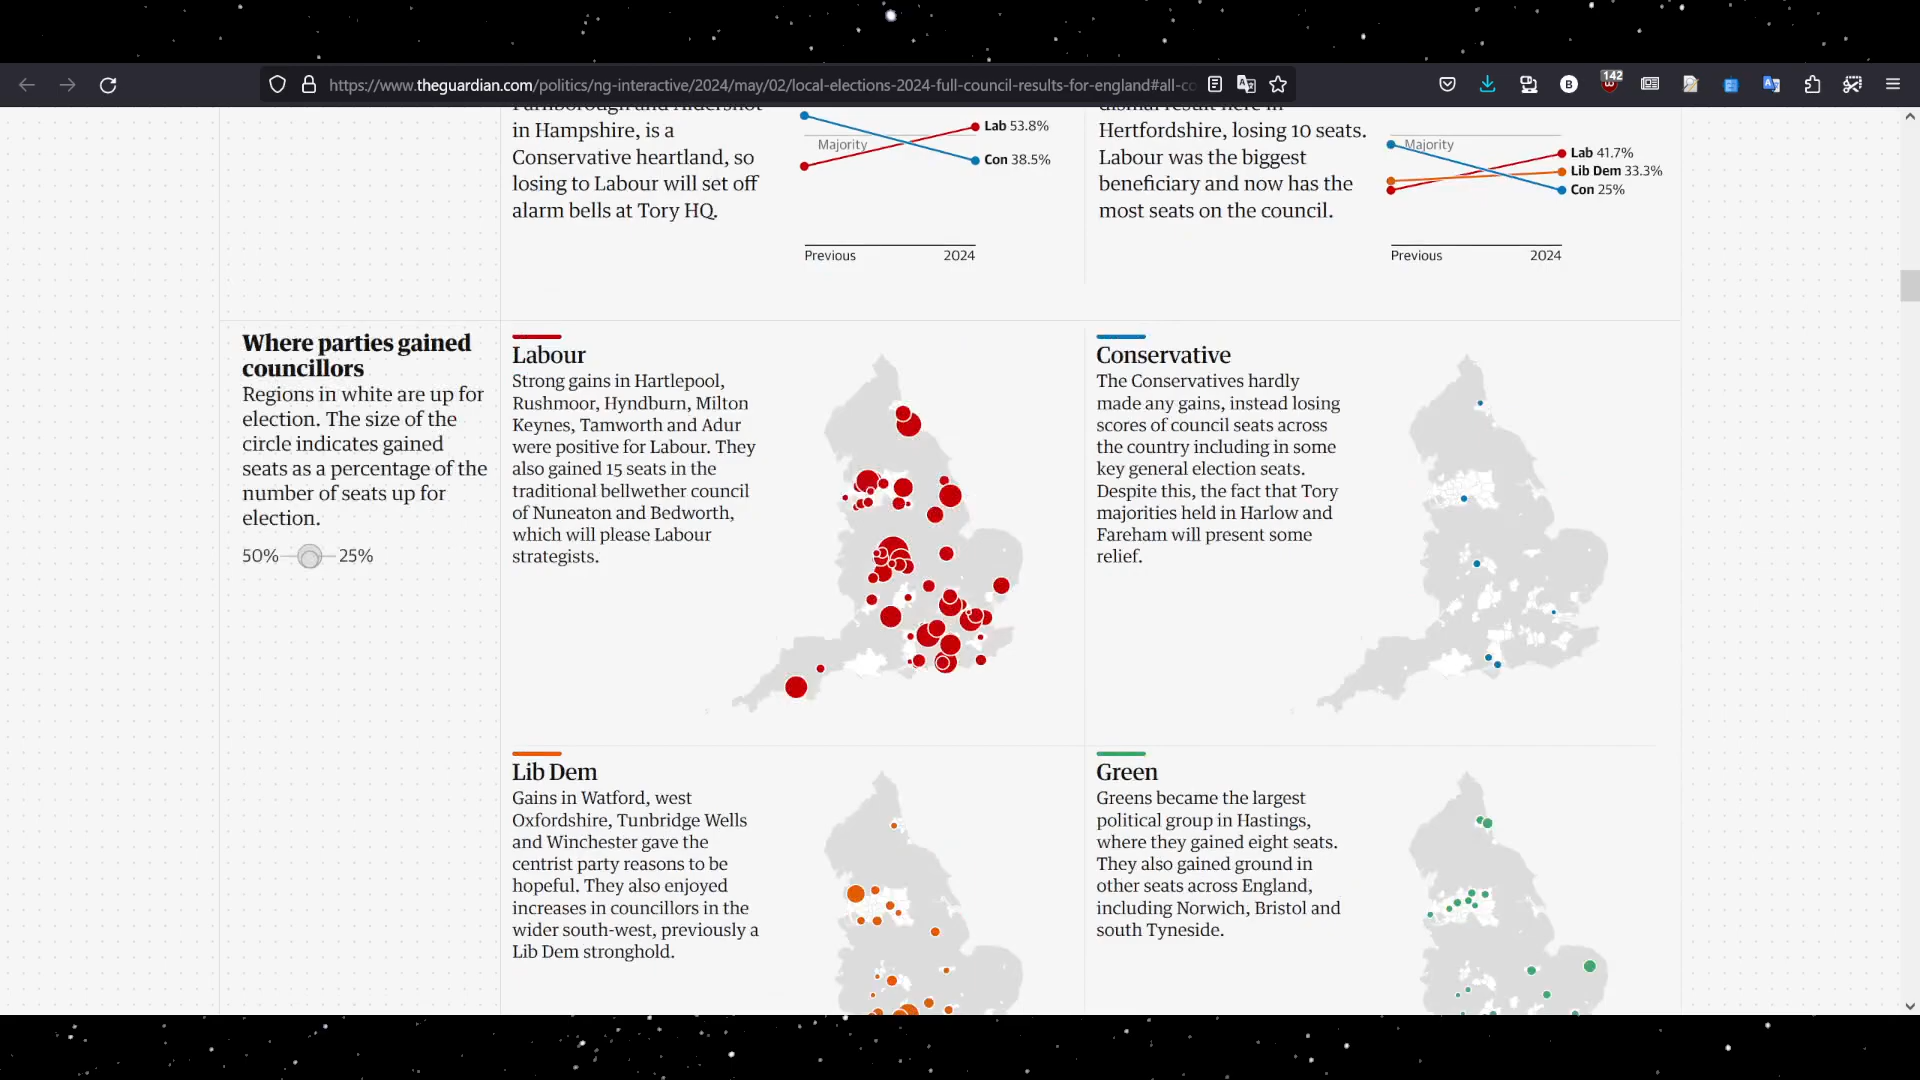 https://www.theguardian.com/politics/ng-interactive/2024/may/02/local-elections-2024-full-council-results-for-england#all-co
142
B
in Hampshire, is a
Conservative heartland, so
losing to Labour will set off
alarm bells at Tory HQ.
Majority
Lab 53.8%
Con 38.5%
Previous
2024
dismal result here in
Hertfordshire, losing 10 seats.
Labour was the biggest
beneficiary and now has the
most seats on the council.
Majority
Lab 41.7%
Lib Dem 33.3%
Con 25%
Previous
2024
Where parties gained
councillors
Regions in white are up for
election. The size of the
circle indicates gained
seats as a percentage of the
number of seats up for
election.
50%
25%
Labour
Strong gains in Hartlepool,
Rushmoor, Hyndburn, Milton
Keynes, Tamworth and Adur
were positive for Labour. They
also gained 15 seats in the
traditional bellwether council
of Nuneaton and Bedworth,
which will please Labour
strategists.
Conservative
The Conservatives hardly
made any gains, instead losing
scores of council seats across
the country including in some
key general election seats.
Despite this, the fact that Tory
majorities held in Harlow and
Fareham will present some
relief.
Lib Dem
Gains in Watford, west
Oxfordshire, Tunbridge Wells
and Winchester gave the
centrist party reasons to be
hopeful. They also enjoyed
increases in councillors in the
wider south-west, previously a
Lib Dem stronghold.
Green
Greens became the largest
political group in Hastings,
where they gained eight seats.
They also gained ground in
other seats across England,
including Norwich, Bristol and
south Tyneside.